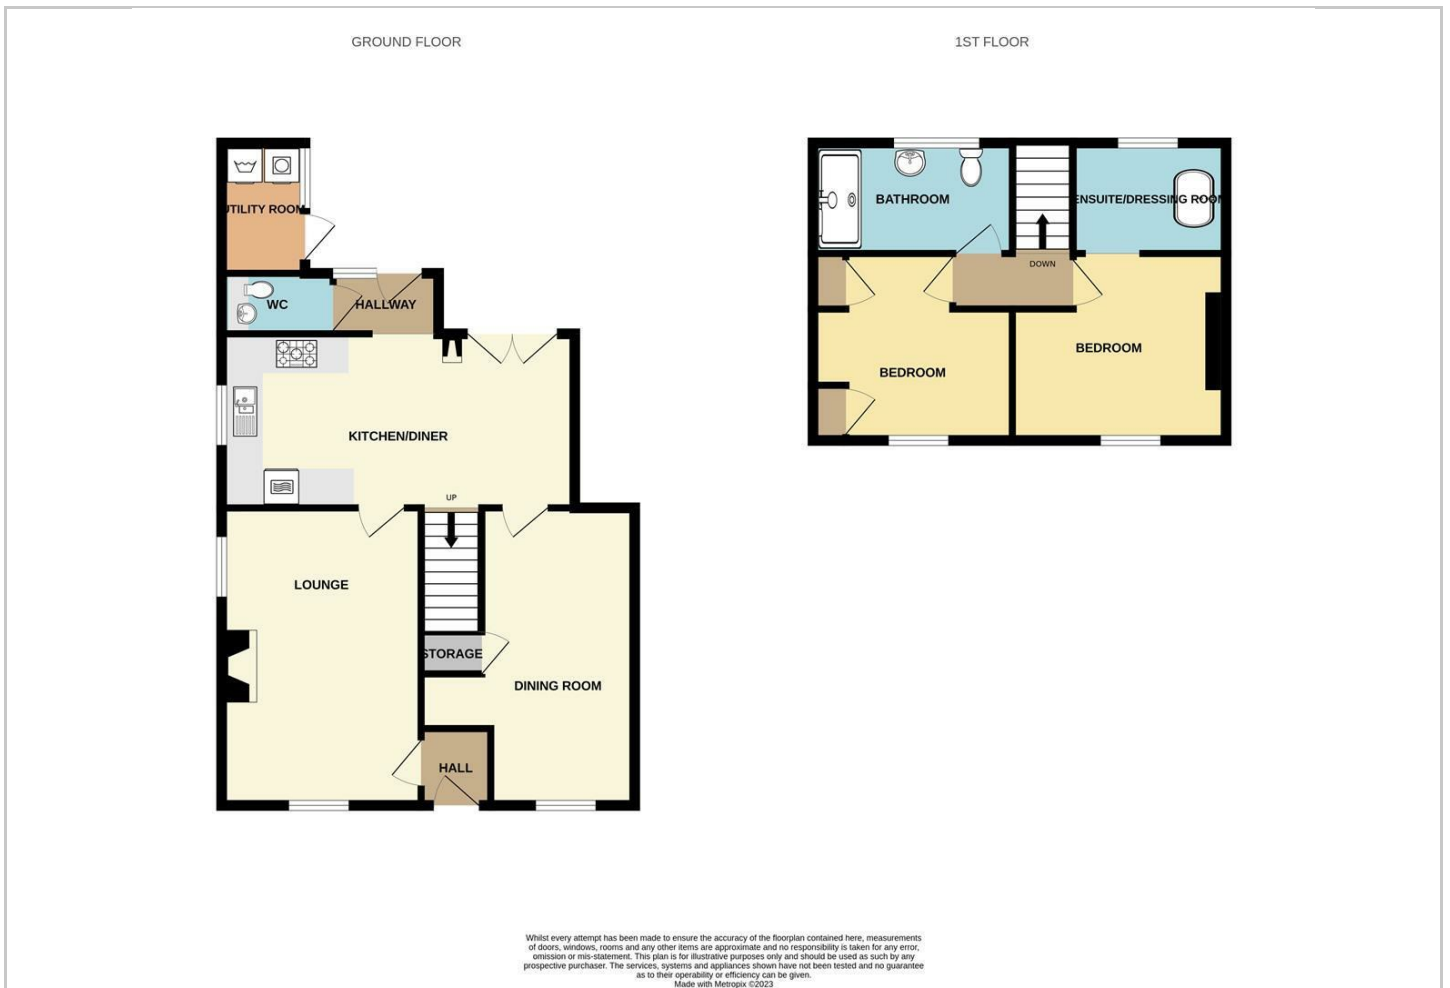 GROUND FLOOR
1ST FLOOR
UTILITY ROOM
WC
HALLWAY
KITCHEN/DINER
UP
LOUNGE
STORAGE
DINING ROOM
HALL
BATHROOM
ENSUITE/DRESSING ROOM
DOWN
BEDROOM
BEDROOM
Whilst every attempt has been made to ensure the accuracy of the floorplan contained here, measurements
of doors, windows, rooms and any other items are approximate and no responsibility is taken for any error,
omission or mis-statement. This plan is for illustrative purposes only and should be used as such by any
prospective purchaser. The services, systems and appliances shown have not been tested and no guarantee
as to their operability or efficiency can be given.
Made with Metropix ©2023